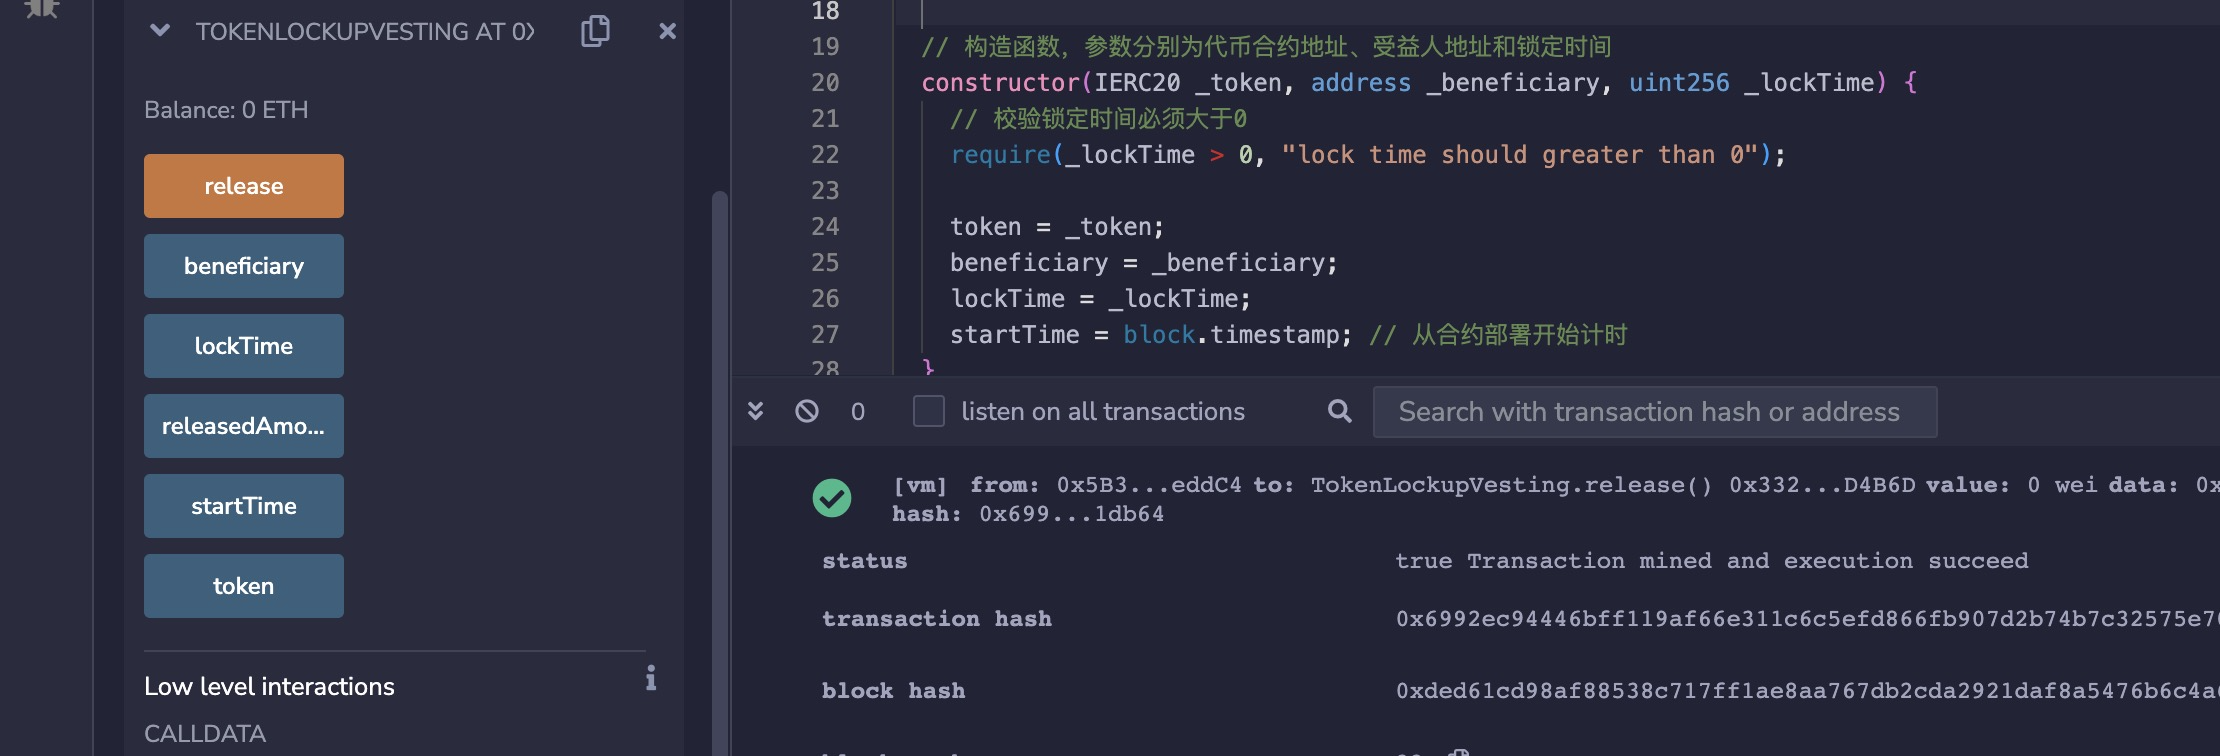 TOKENLOCKUPVESTING AT 0X
Balance: 0 ETH
release
beneficiary
lockTime
releasedAmo...
startTime
token
Low level interactions
i
CALLDATA
18
19 // 构造函数，参数分别为代币合约地址、受益人地址和锁定时间
20 constructor(IERC20 _token, address _beneficiary, uint256 _lockTime) {
21 // 校验锁定时间必须大于0
22 require(_lockTime > 0, "lock time should greater than 0");
23
24 token = _token;
25 beneficiary = _beneficiary;
26 lockTime = _lockTime;
27 startTime = block.timestamp; // 从合约部署开始计时
28 }
0 listen on all transactions Search with transaction hash or address
[vm] from: 0x5B3...eddC4 to: TokenLockupVesting.release() 0x332...D4B6D value: 0 wei data: 0x
hash: 0x699...1db64
status true Transaction mined and execution succeed
transaction hash 0x6992ec94446bff119af66e311c6c5efd866fb907d2b74b7c32575e7
block hash 0xded61cd98af88538c717ff1ae8aa767db2cda2921daf8a5476b6c4a